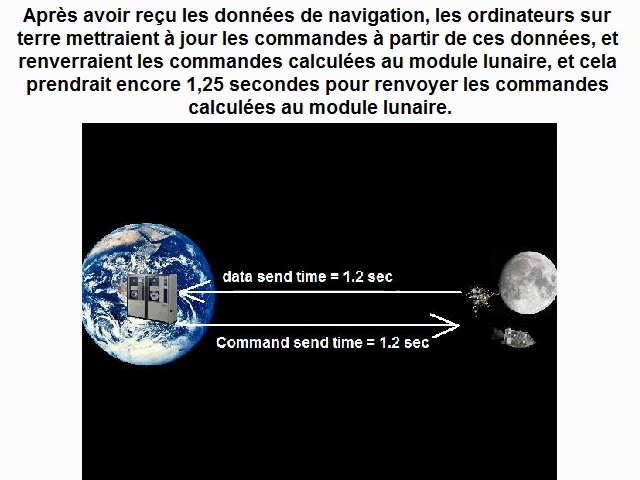 Après avoir reçu les données de navigation, les ordinateurs sur
terre mettraient à jour les commandes à partir de ces données, et
renverraient les commandes calculées au module lunaire, et cela
prendrait encore 1,25 secondes pour renvoyer les commandes
calculées au module lunaire.
data send time = 1.2 sec
Command send time = 1.2 sec